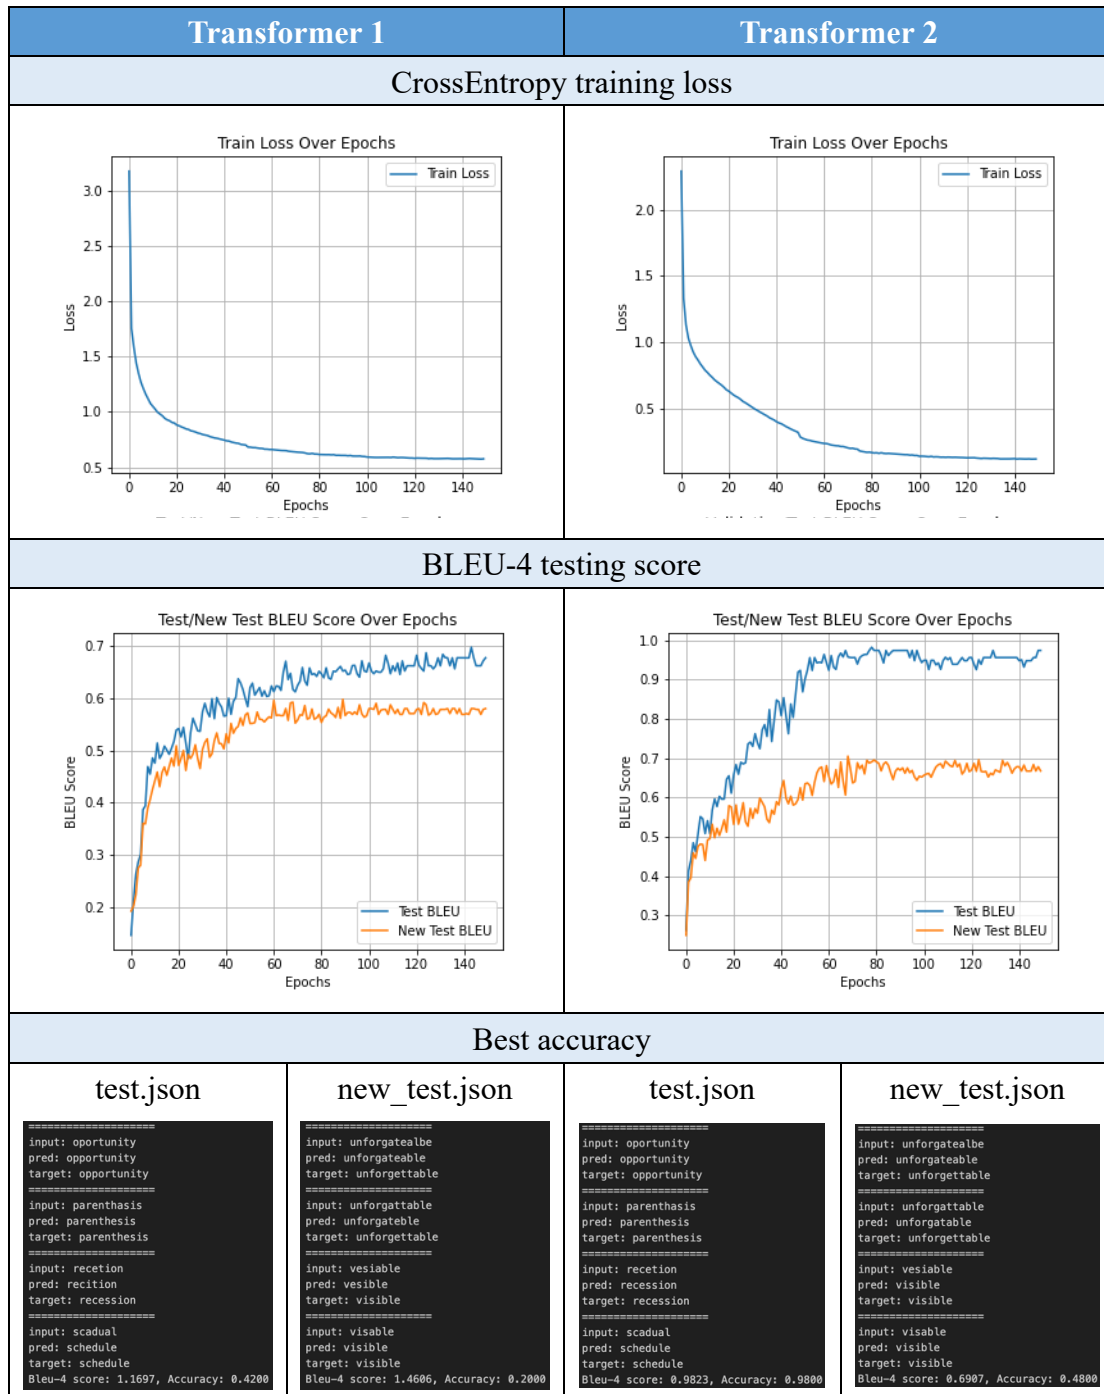 Transformer 1
Transformer 2
CrossEntropy training loss
Train Loss Over Epochs
Train Loss
3.0
2.5
2.0
1.5
1.0
0.5
Loss
0 20 40 60 80 100 120 140
Epochs
Train Loss Over Epochs
Train Loss
2.0
1.5
1.0
0.5
Loss
0 20 40 60 80 100 120 140
Epochs
BLEU-4 testing score
Test/New Test BLEU Score Over Epochs
0.7
0.6
0.5
0.4
0.3
0.2
BLEU Score
Test BLEU
New Test BLEU
0 20 40 60 80 100 120 140
Epochs
Test/New Test BLEU Score Over Epochs
1.0
0.9
0.8
0.7
0.6
0.5
0.4
0.3
BLEU Score
Test BLEU
New Test BLEU
0 20 40 60 80 100 120 140
Epochs
Best accuracy
test.json
====================
input: oportunity
pred: opportunity
target: opportunity
====================
input: parenthasis
pred: parenthesis
target: parenthesis
====================
input: recetion
pred: recition
target: recession
====================
input: scadual
pred: schedule
target: schedule
Bleu-4 score: 1.1697, Accuracy: 0.4200
new_test.json
====================
input: unforgatealbe
pred: unforgateable
target: unforgettable
====================
input: unforgattable
pred: unforgateble
target: unforgettable
====================
input: vesiable
pred: vesible
target: visible
====================
input: visable
pred: visible
target: visible
Bleu-4 score: 1.4606, Accuracy: 0.2000
test.json
====================
input: oportunity
pred: opportunity
target: opportunity
====================
input: parenthasis
pred: parenthesis
target: parenthesis
====================
input: recetion
pred: recession
target: recession
====================
input: scadual
pred: schedule
target: schedule
Bleu-4 score: 0.9823, Accuracy: 0.9800
new_test.json
====================
input: unforgatealbe
pred: unforgateable
target: unforgettable
====================
input: unforgattable
pred: unforgatable
target: unforgettable
====================
input: vesiable
pred: visible
target: visible
====================
input: visable
pred: visible
target: visible
Bleu-4 score: 0.6907, Accuracy: 0.4800